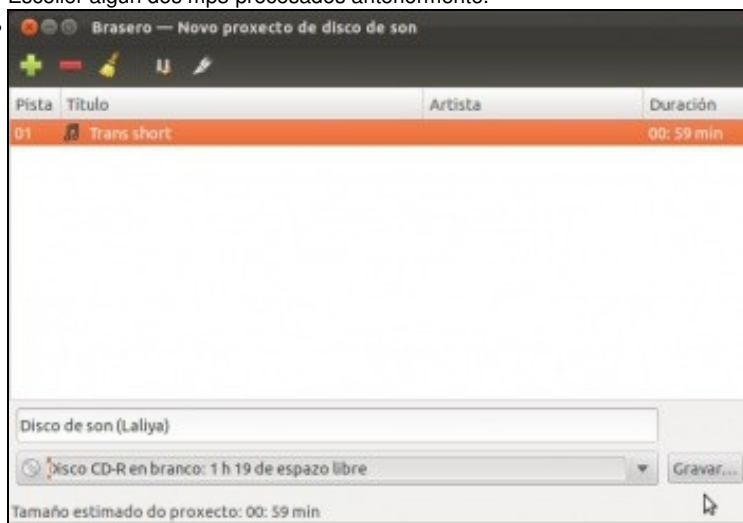 Escoller algún dos mp3 procesados anteriormente.
Brasero — Novo proxecto de disco de son
Pista Título Artista Duración
01 Trans short 00: 59 min
Disco de son (Laliya)
Disco CD-R en branco: 1 h 19 de espazo libre
Gravar...
Tamaño estimado do proxecto: 00: 59 min